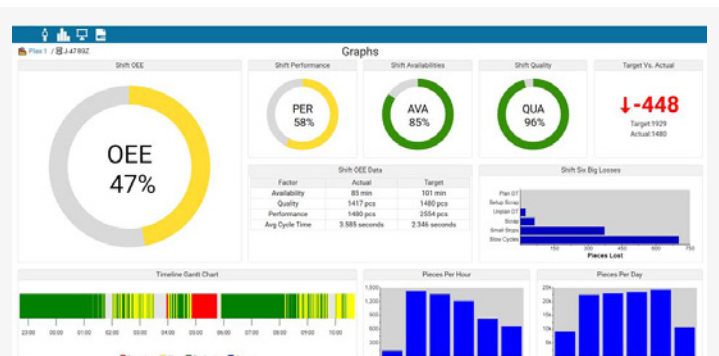 Plex 1 / J-4789Z
Graphs
Shift OEE
OEE
47%
Shift Performance
PER
58%
Shift Availabilities
AVA
85%
Shift Quality
QUA
96%
Target Vs. Actual
↓-448
Target 1929
Actual 1480
Shift OEE Data
Factor Actual Target
Availability 85 min 101 min
Quality 1417 pcs 1480 pcs
Performance 1480 pcs 2554 pcs
Avg Cycle Time 3.585 seconds 2.346 seconds
Shift Six Big Losses
Plan DT
Setup Scrap
Unplan DT
Scrap
Small Stops
Slow Cycles
150 300 450 600 750
Pieces Lost
Timeline Gantt Chart
23:00 00:00 01:00 02:00 03:00 04:00 05:00 06:00 07:00 08:00 09:00 10:00
Pieces Per Hour
1,500
1,200
900
600
300
Pieces Per Day
25k
20k
15k
10k
5k